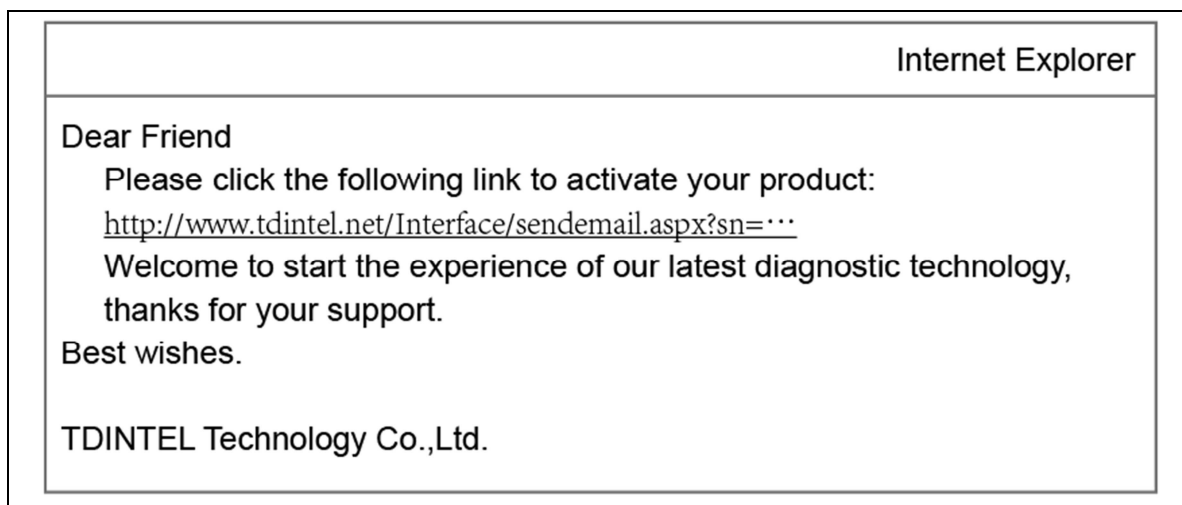 Internet Explorer
Dear Friend
Please click the following link to activate your product:
http://www.tdintel.net/Interface/sendemail.aspx?sn=···
Welcome to start the experience of our latest diagnostic technology,
thanks for your support.
Best wishes.
TDINTEL Technology Co.,Ltd.